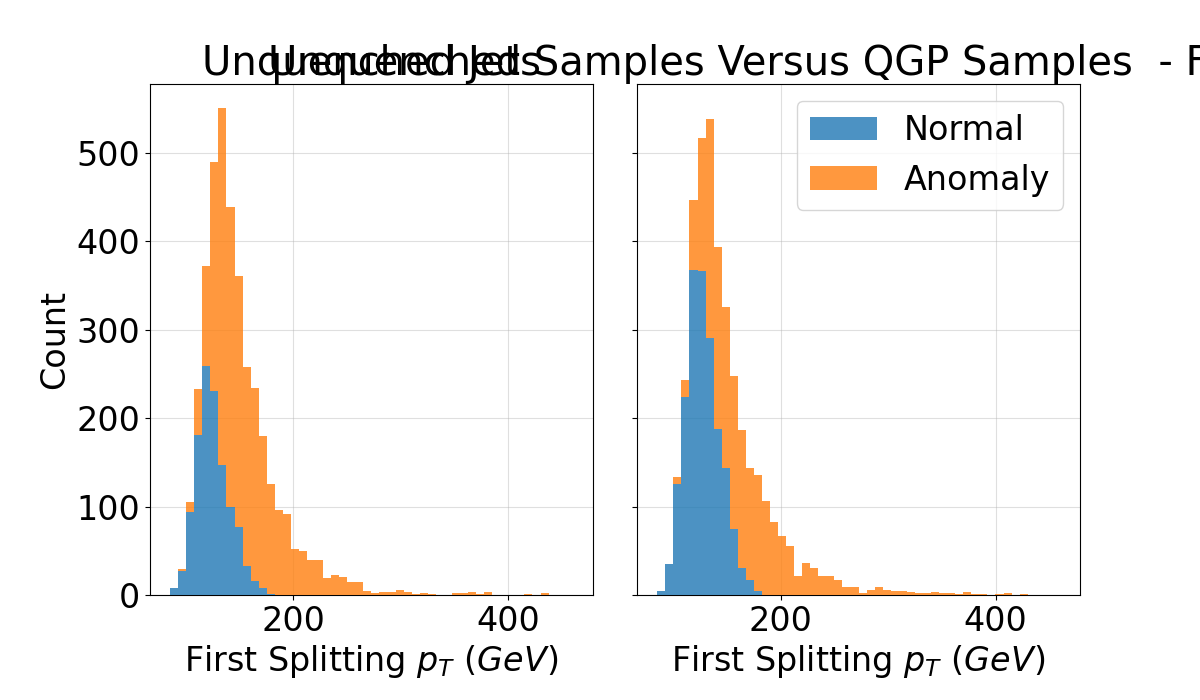 Samples Versus QGP Samples - F
Normal
Anomaly
500
400
300
200
100
0
Count
200
400
200
400
First Splitting $p_T$ (GeV)
First Splitting $p_T$ (GeV)